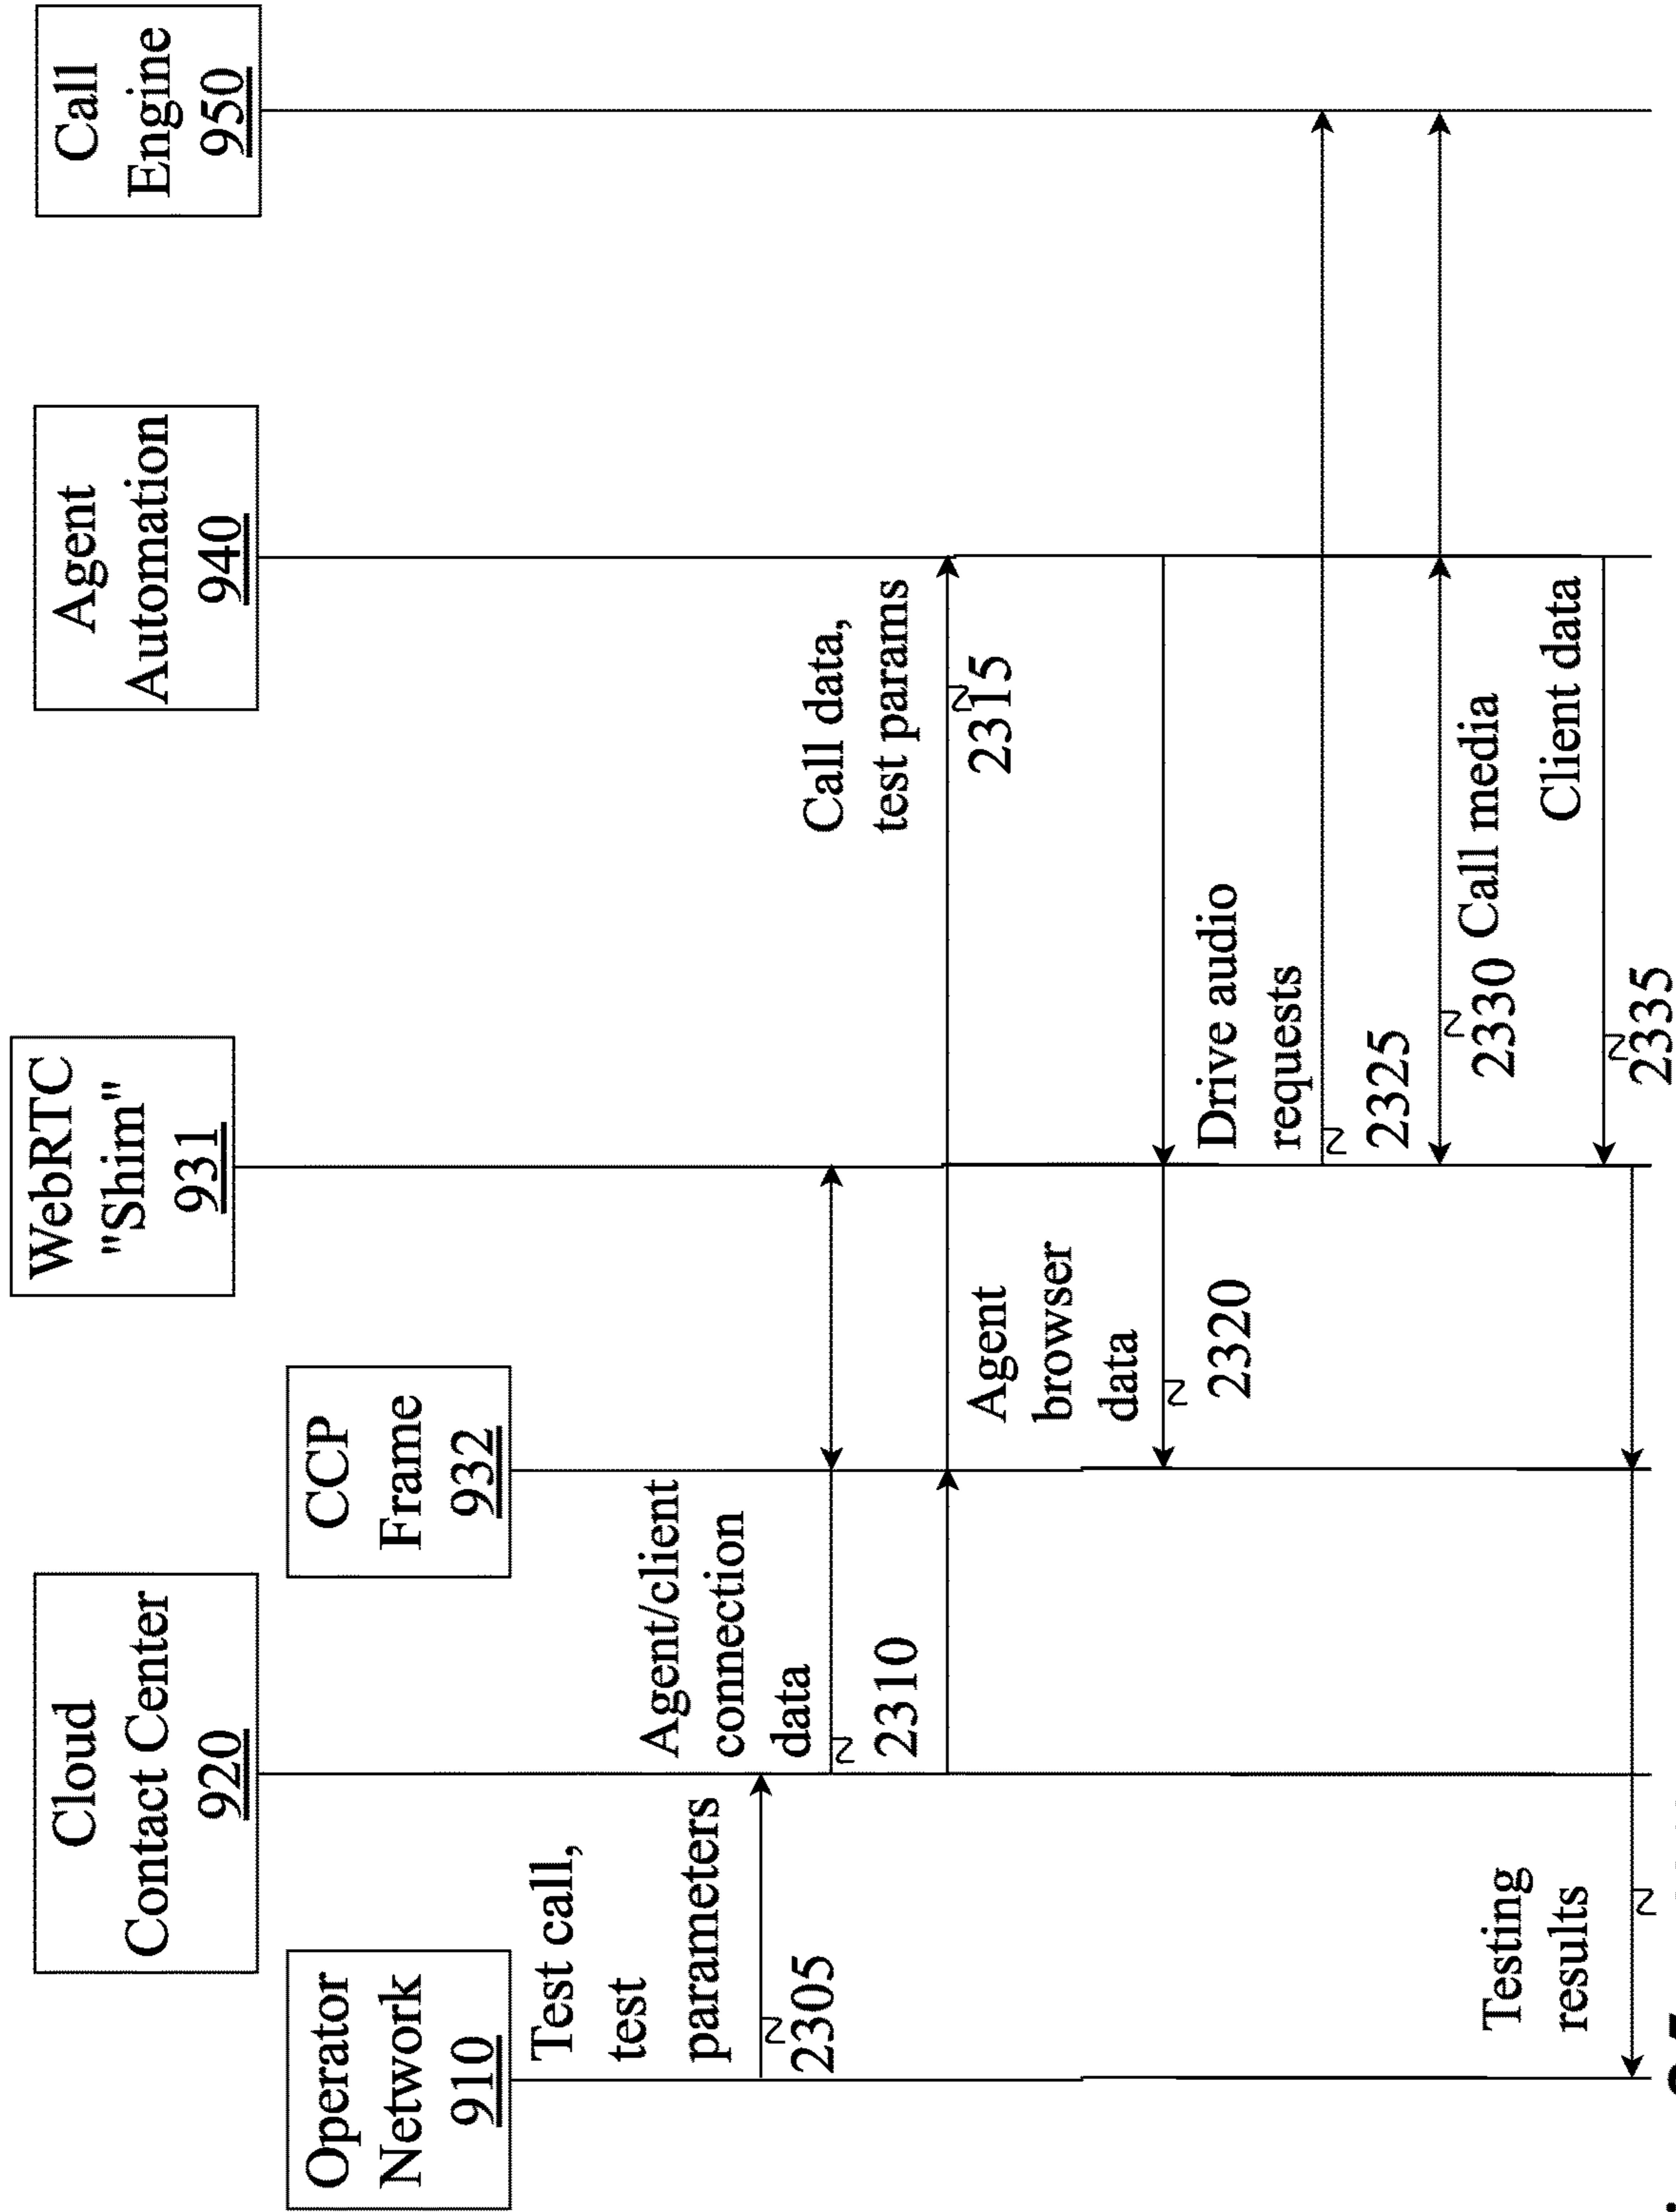 Operator
Network
910
Cloud
Contact Center
920
CCP
Frame
932
WebRTC
"Shim"
931
Agent
Automation
940
Call
Engine
950
Test call,
test
parameters
2305
Agent/client
connection
data
2310
Call data,
test params
2315
Agent
browser
data
2320
Drive audio
requests
2325
2330 Call media
Client data
2335
Testing
results